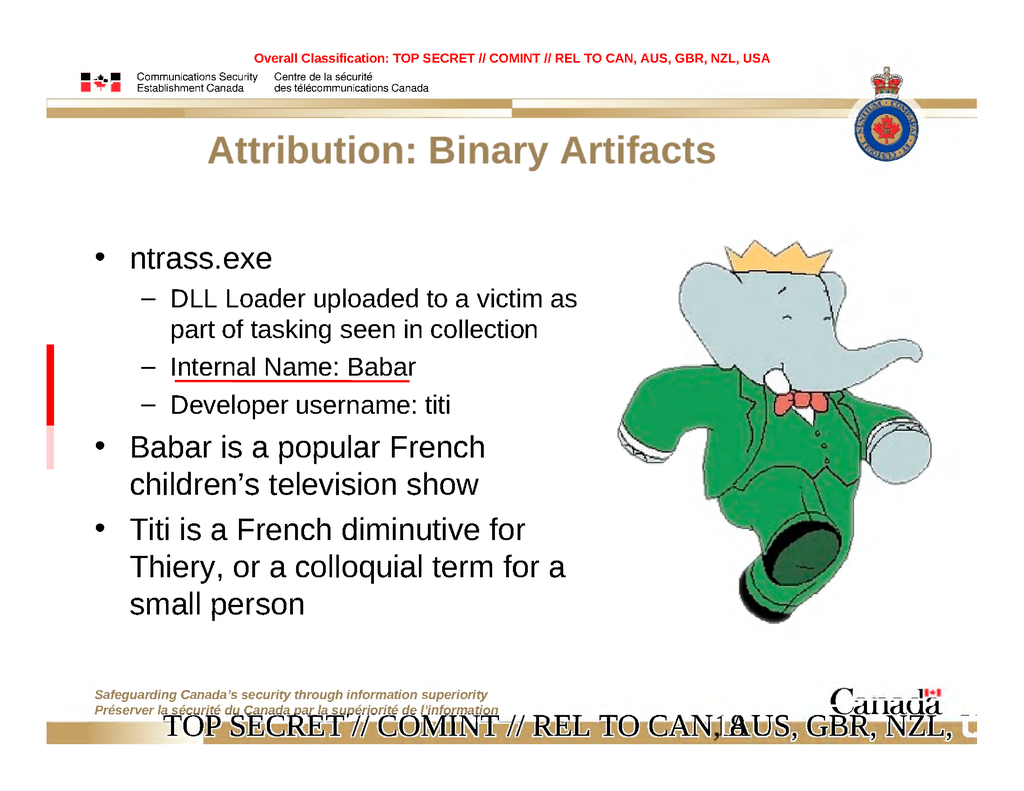 Overall Classification: TOP SECRET // COMINT // REL TO CAN, AUS, GBR, NZL, USA
Communications Security Centre de la sécurité
Establishment Canada des télécommunications Canada
Attribution: Binary Artifacts
• ntrass.exe
– DLL Loader uploaded to a victim as
part of tasking seen in collection
– Internal Name: Babar
– Developer username: titi
• Babar is a popular French
children's television show
• Titi is a French diminutive for
Thiery, or a colloquial term for a
small person
Safeguarding Canada's security through information superiority
Préserver la sécurité du Canada par la supériorité de l'information
Canada
TOP SECRET // COMINT // REL TO CAN, AUS, GBR, NZL,